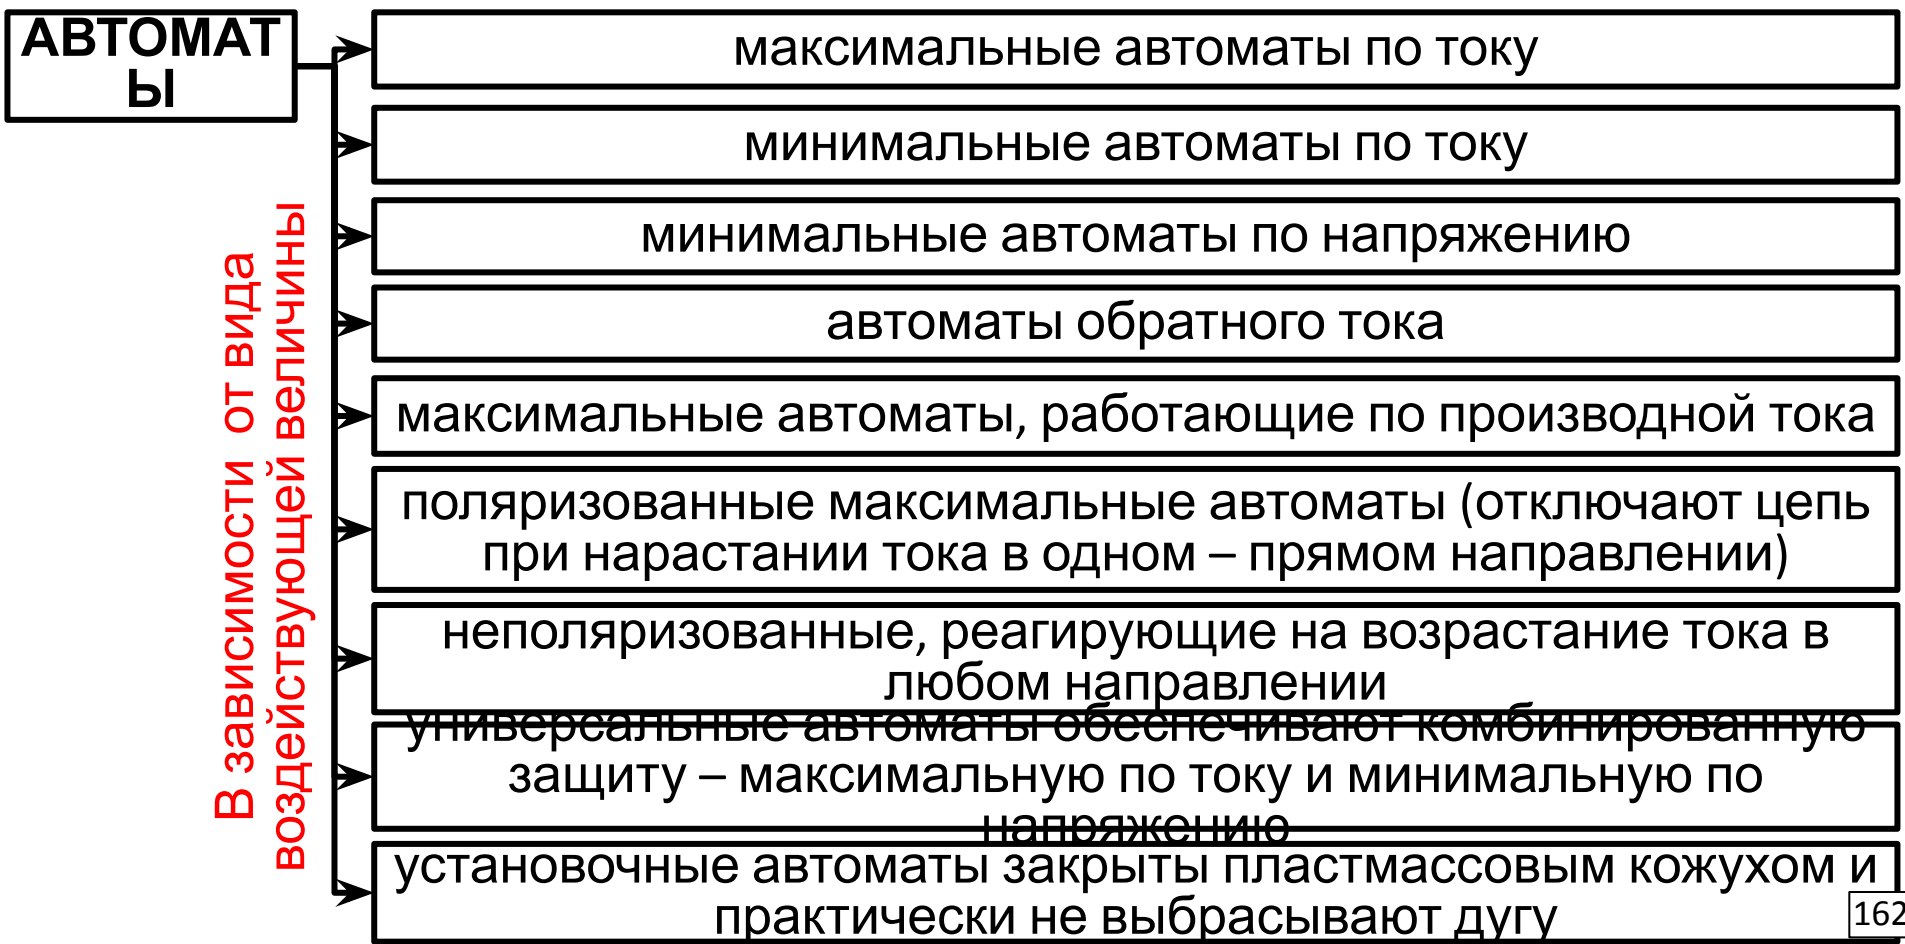 АВТОМАТ
Ы
максимальные автоматы по току
минимальные автоматы по току
минимальные автоматы по напряжению
автоматы обратного тока
максимальные автоматы, работающие по производной тока
поляризованные максимальные автоматы (отключают цепь
при нарастании тока в одном – прямом направлении)
неполяризованные, реагирующие на возрастание тока в
любом направлении
универсальные автоматы обеспечивают комбинированную
защиту – максимальную по току и минимальную по
напряжению
установочные автоматы закрыты пластмассовым кожухом и
практически не выбрасывают дугу
В зависимости от вида
воздействующей величины
162